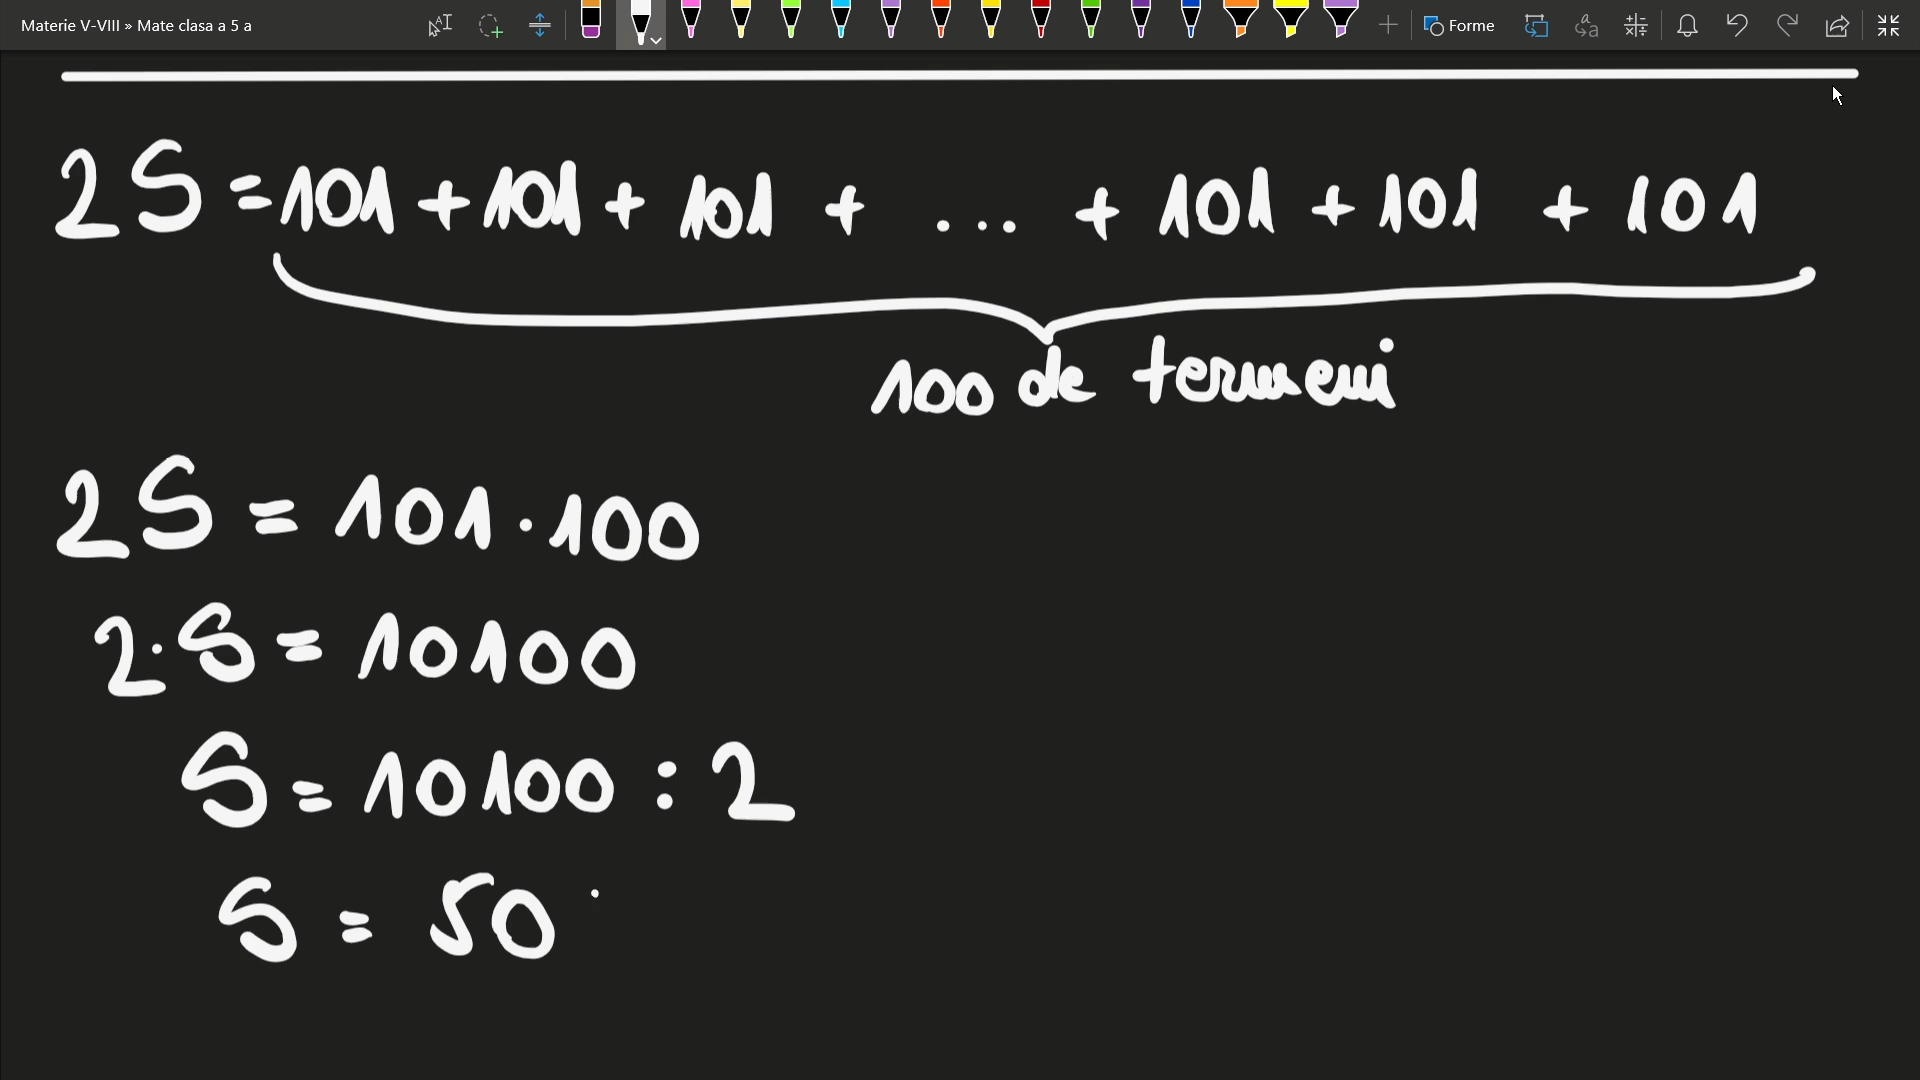 Materie V-VIII » Mate clasa a 5 a
Forme
2S = 101 + 101 + 101 + ... + 101 + 101 + 101
100 de termeni
2S = 101 · 100
2 · S = 10100
S = 10100 : 2
S = 50